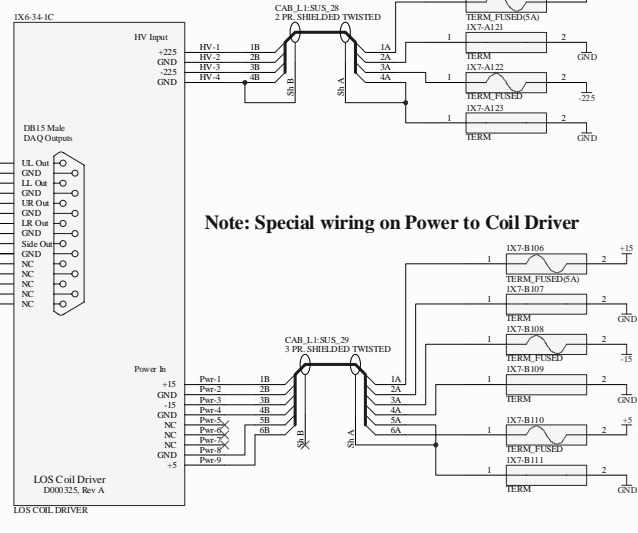 1X6-34-1C
CAB_L1:SUS_28
2 PR. SHIELDED TWISTED
TERM_FUSED(5A)
HV Input
+225 HV-1 1B 1A
GND HV-2 2B 2A
-225 HV-3 3B 3A
GND HV-4 4B 4A
Sh B Sh A
1X7-A121
1 2
TERM
GND
1X7-A122
1 2
TERM_FUSED
-225
1X7-A123
1 2
TERM
GND
DB15 Male
DAQ Outputs
UL Out
GND
LL Out
GND
UR Out
GND
LR Out
GND
Side Out
GND
NC
NC
NC
NC
NC
Note: Special wiring on Power to Coil Driver
1X7-B106
1 2
+15
TERM_FUSED(5A)
1X7-B107
1 2
TERM
GND
CAB_L1:SUS_29
3 PR. SHIELDED TWISTED
1X7-B108
1 2
TERM_FUSED
-15
1X7-B109
1 2
TERM
GND
Power In
+15 Pwr-1 1B 1A
GND Pwr-2 2B 2A
-15 Pwr-3 3B 3A
GND Pwr-4 4B 4A
NC Pwr-5 5B 5A
NC Pwr-6 6B 6A
NC Pwr-7
GND Pwr-8
+5 Pwr-9
Sh B Sh A
1X7-B110
1 2
+5
TERM_FUSED
1X7-B111
1 2
TERM
GND
LOS Coil Driver
D000325, Rev A
LOS COIL DRIVER